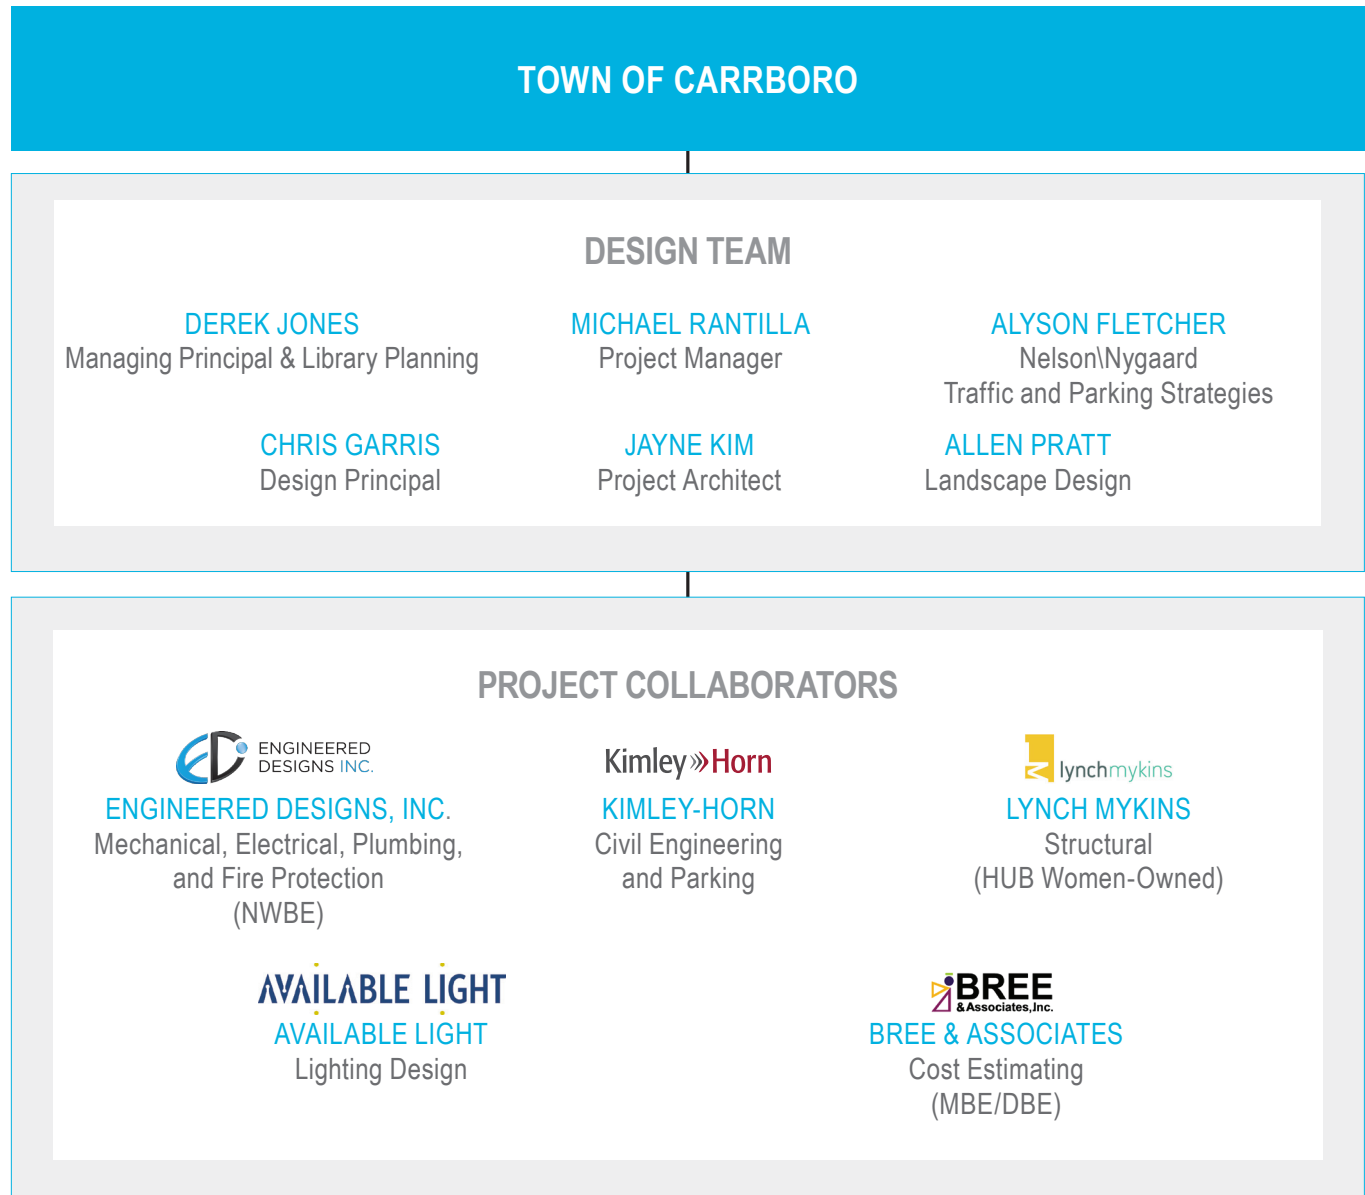 TOWN OF CARRBORO
DESIGN TEAM
DEREK JONES
Managing Principal & Library Planning
MICHAEL RANTILLA
Project Manager
ALYSON FLETCHER
Nelson\Nygaard
Traffic and Parking Strategies
CHRIS GARRIS
Design Principal
JAYNE KIM
Project Architect
ALLEN PRATT
Landscape Design
PROJECT COLLABORATORS
ENGINEERED
DESIGNS INC.
ENGINEERED DESIGNS, INC.
Mechanical, Electrical, Plumbing,
and Fire Protection
(NWBE)
Kimley»Horn
KIMLEY-HORN
Civil Engineering
and Parking
lynchmykins
LYNCH MYKINS
Structural
(HUB Women-Owned)
AVAILABLE LIGHT
AVAILABLE LIGHT
Lighting Design
BREE
& Associates, Inc.
BREE & ASSOCIATES
Cost Estimating
(MBE/DBE)